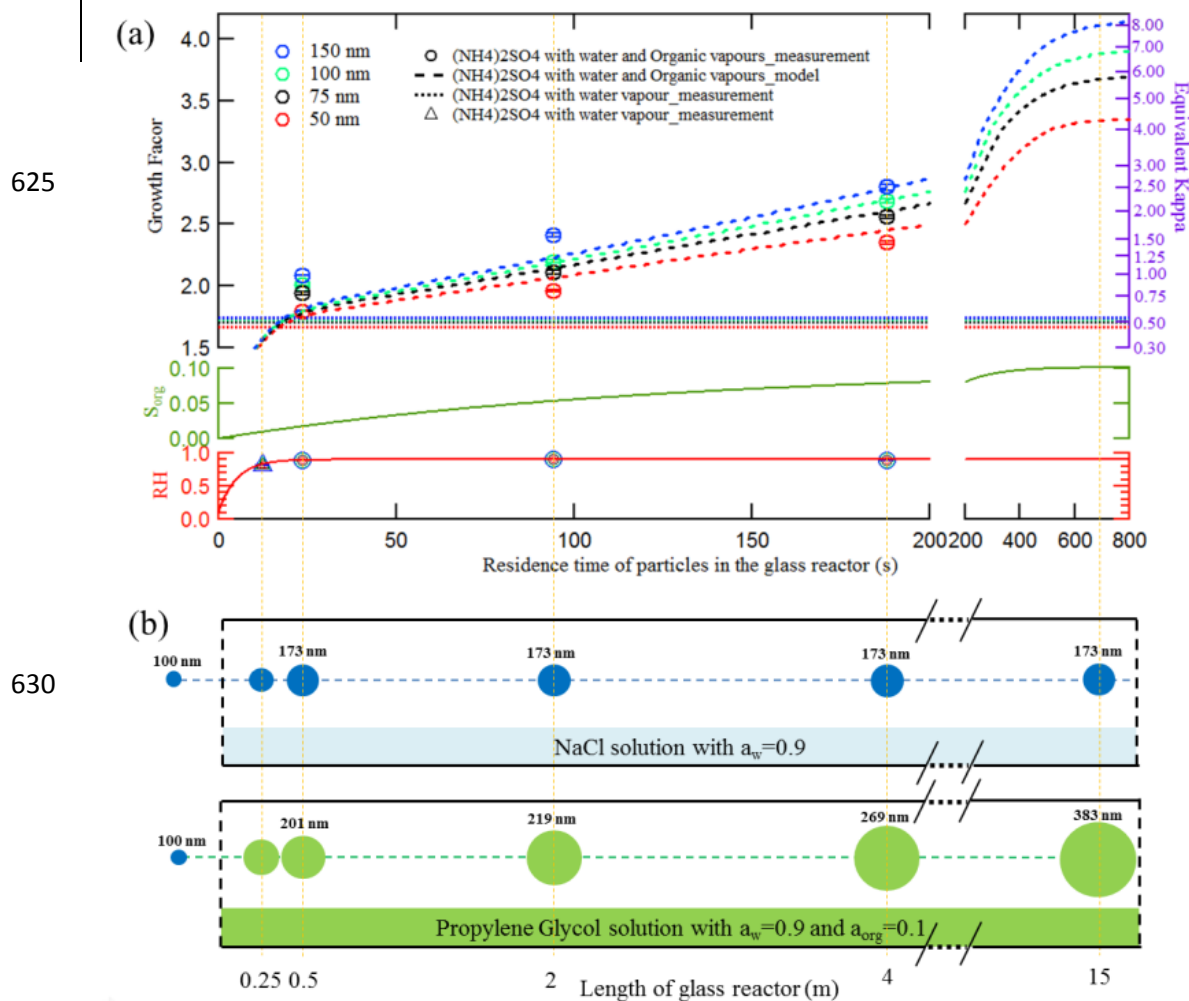 (a)
150 nm
100 nm
75 nm
50 nm
(NH4)2SO4 with water and Organic vapours_measurement
(NH4)2SO4 with water and Organic vapours_model
(NH4)2SO4 with water vapour_measurement
(NH4)2SO4 with water vapour_measurement
4.0
3.5
3.0
2.5
2.0
1.5
Growth Facor
8.00
7.00
6.00
5.00
4.00
3.00
2.50
2.00
1.50
1.25
1.00
0.75
0.50
0.30
Equivalent Kappa
625
0.10
0.05
0.00
Sorg
1.0
0.5
0.0
RH
0 50 100 150 200 200 400 600 800
Residence time of particles in the glass reactor (s)
(b)
630
100 nm 173 nm 173 nm 173 nm 173 nm
NaCl solution with aw=0.9
100 nm 201 nm 219 nm 269 nm 383 nm
Propylene Glycol solution with aw=0.9 and aorg=0.1
0.25 0.5 2 4 15
Length of glass reactor (m)